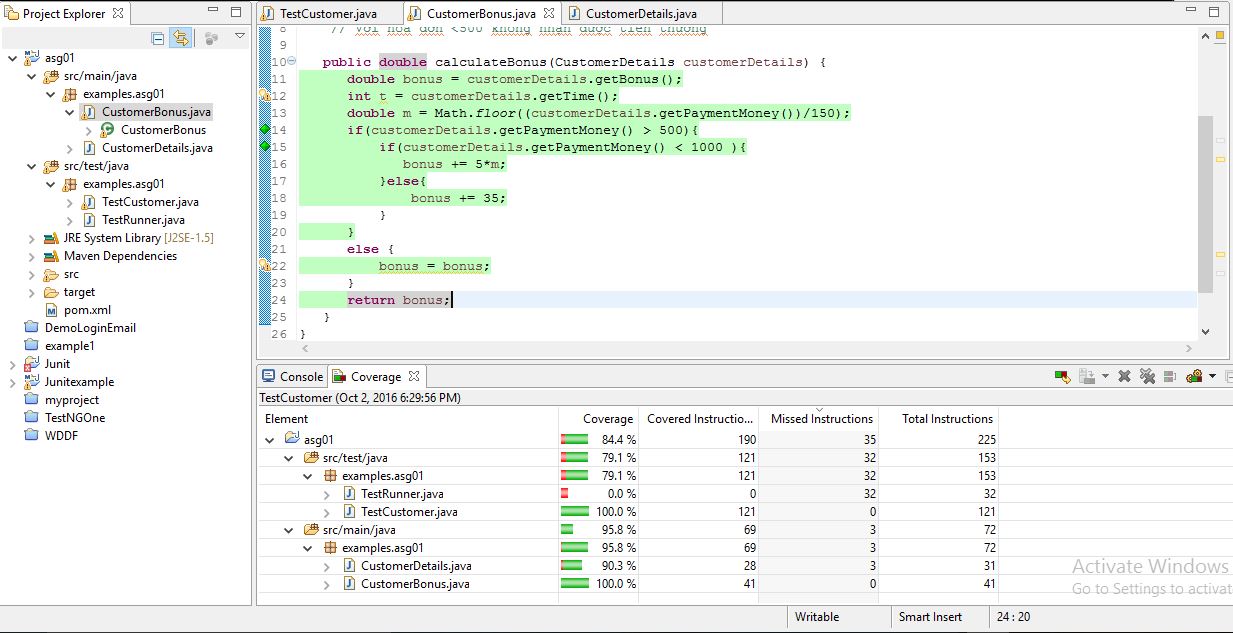 Project Explorer
asg01
src/main/java
examples.asg01
CustomerBonus.java
CustomerBonus
CustomerDetails.java
src/test/java
examples.asg01
TestCustomer.java
TestRunner.java
JRE System Library [J2SE-1.5]
Maven Dependencies
src
target
pom.xml
DemoLoginEmail
example1
Junit
Junitexample
myproject
TestNGOne
WDDF
TestCustomer.java
CustomerBonus.java
CustomerDetails.java
8 // với hóa đơn <500 không nhận được tiền thưởng
9
10 public double calculateBonus(CustomerDetails customerDetails) {
11 double bonus = customerDetails.getBonus();
12 int t = customerDetails.getTime();
13 double m = Math.floor((customerDetails.getPaymentMoney())/150);
14 if(customerDetails.getPaymentMoney() > 500){
15 if(customerDetails.getPaymentMoney() < 1000 ){
16 bonus += 5*m;
17 }else{
18 bonus += 35;
19 }
20 }
21 else {
22 bonus = bonus;
23 }
24 return bonus;
25 }
26 }
Console
Coverage
TestCustomer (Oct 2, 2016 6:29:56 PM)
Element Coverage Covered Instructio... Missed Instructions Total Instructions
asg01 84.4 % 190 35 225
src/test/java 79.1 % 121 32 153
examples.asg01 79.1 % 121 32 153
TestRunner.java 0.0 % 0 32 32
TestCustomer.java 100.0 % 121 0 121
src/main/java 95.8 % 69 3 72
examples.asg01 95.8 % 69 3 72
CustomerDetails.java 90.3 % 28 3 31
CustomerBonus.java 100.0 % 41 0 41
Activate Windows
Go to Settings to activat
Writable
Smart Insert
24 : 20